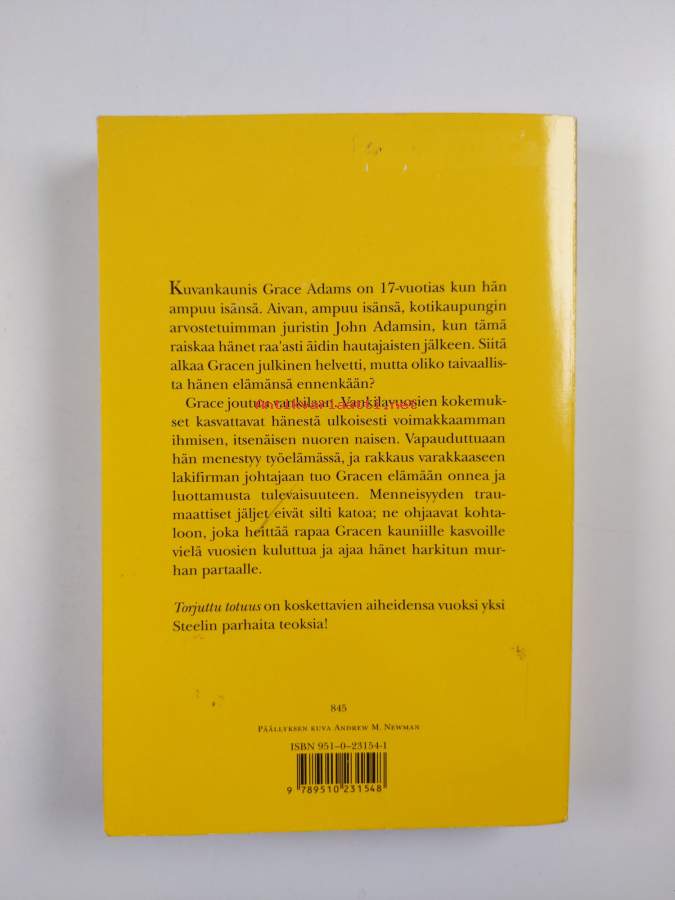 Kuvankaunis Grace Adams on 17-vuotias kun hän
ampuu isänsä. Aivan, ampuu isänsä, kotikaupungin
arvostetuimman juristin John Adamsin, kun tämä
raiskaa hänet raa'asti äidin hautajaisten jälkeen. Siitä
alkaa Gracen julkinen helvetti, mutta oliko taivaallis-
ta hänen elämänsä ennenkään?
Grace joutuu vankilaan. Vankilavuosien kokemuk-
Antikvariaatti.net
set kasvattavat hänestä ulkoisesti voimakkaamman
ihmisen, itsenäisen nuoren naisen. Vapauduttuaan
hän menestyy työelämässä, ja rakkaus varakkaaseen
lakifirman johtajaan tuo Gracen elämään onnea ja
luottamusta tulevaisuuteen. Menneisyyden trau-
maattiset jäljet eivät silti katoa; ne ohjaavat kohta-
loon, joka heittää rapaa Gracen kauniille kasvoille
vielä vuosien kuluttua ja ajaa hänet harkitun mur-
han partaalle.
Torjuttu totuus on koskettavien aiheidensa vuoksi yksi
Steelin parhaita teoksia!
845
Päällyksen kuva Andrew M. Newman
ISBN 951–0–23154-1
9 789510 231548